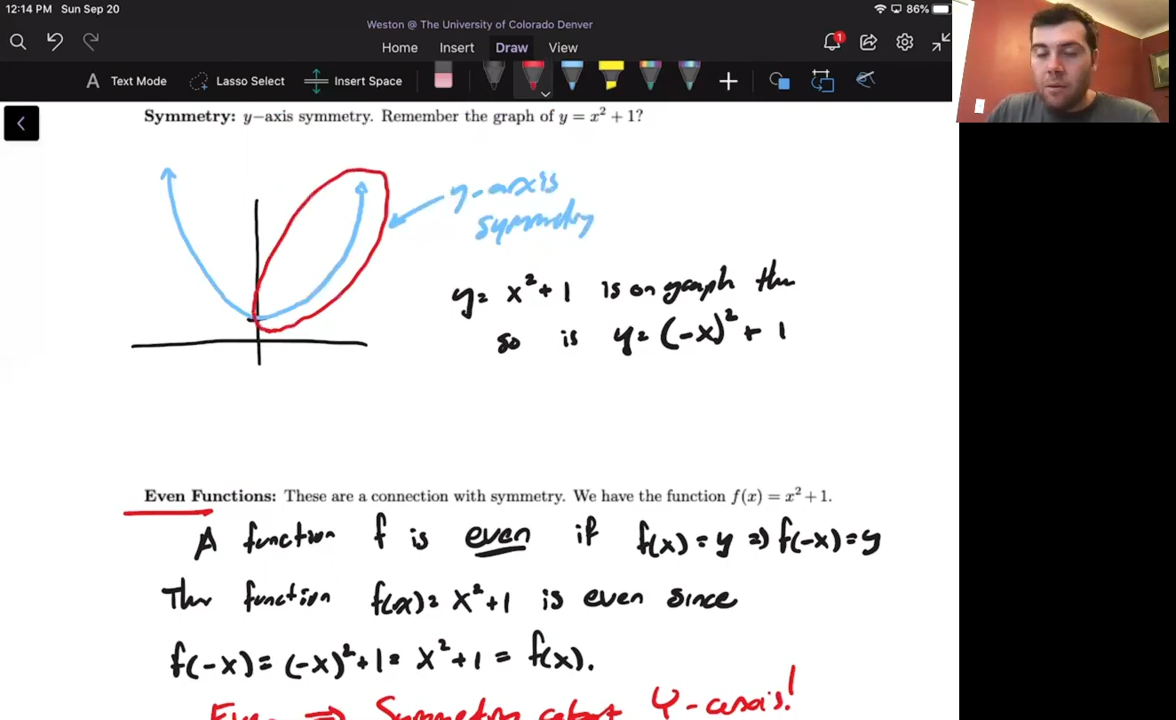 12:14 PM Sun Sep 20
86%
Weston @ The University of Colorado Denver
Home Insert Draw View
1
A Text Mode Lasso Select Insert Space
Symmetry: y−axis symmetry. Remember the graph of y = x² + 1?
y-axis
symmetry
y = x² + 1 is on graph then
so is y = (-x)² + 1
Even Functions: These are a connection with symmetry. We have the function f(x) = x² + 1.
A function f is even if f(x) = y ⇒ f(-x) = y
The function f(x) = x² + 1 is even since
f(-x) = (-x)² + 1 = x² + 1 = f(x).
Even ⇒ Symmetry about y-axis!